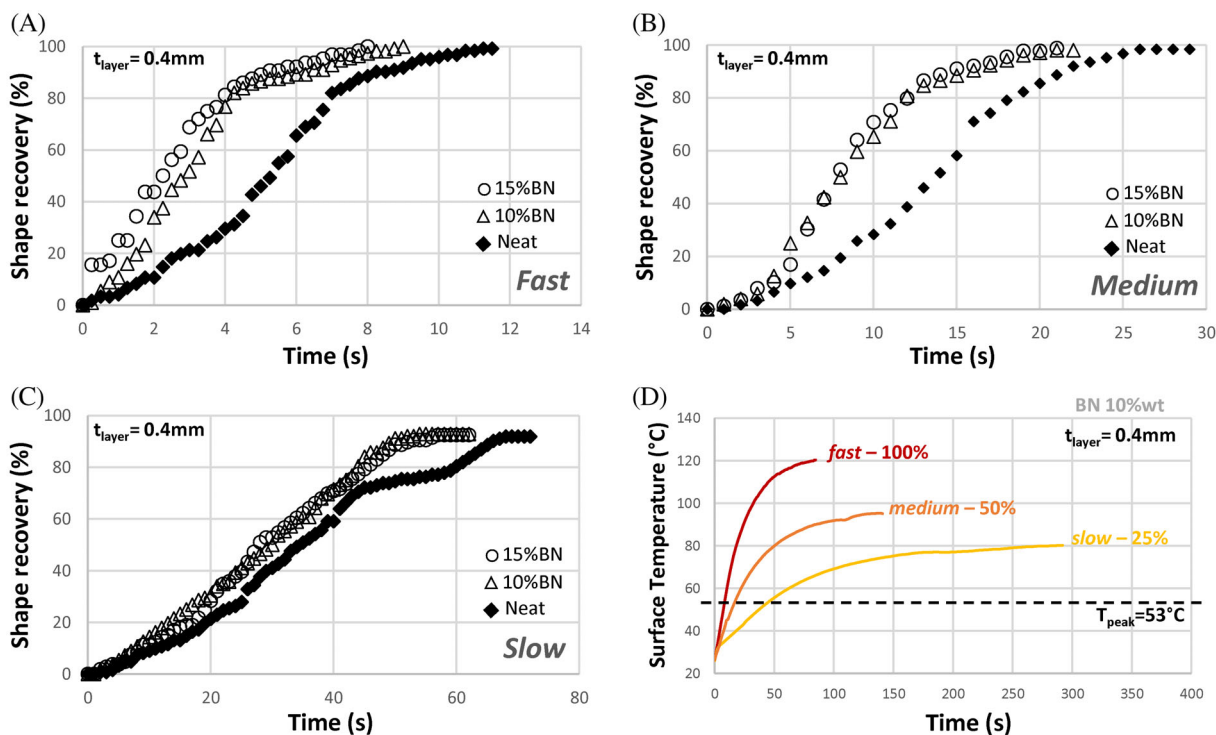 (A)
t_layer = 0.4mm
Shape recovery (%)
100
80
60
40
20
0
15%BN
10%BN
Neat
Fast
0 2 4 6 8 10 12 14
Time (s)
(B)
t_layer = 0.4mm
Shape recovery (%)
100
80
60
40
20
0
15%BN
10%BN
Neat
Medium
0 5 10 15 20 25 30
Time (s)
(C)
t_layer = 0.4mm
Shape recovery (%)
100
80
60
40
20
0
15%BN
10%BN
Neat
Slow
0 20 40 60 80
Time (s)
(D)
BN 10%wt
t_layer= 0.4mm
Surface Temperature (°C)
140
120
100
80
60
40
20
fast – 100%
medium – 50%
slow – 25%
T_peak=53°C
0 50 100 150 200 250 300 350 400
Time (s)